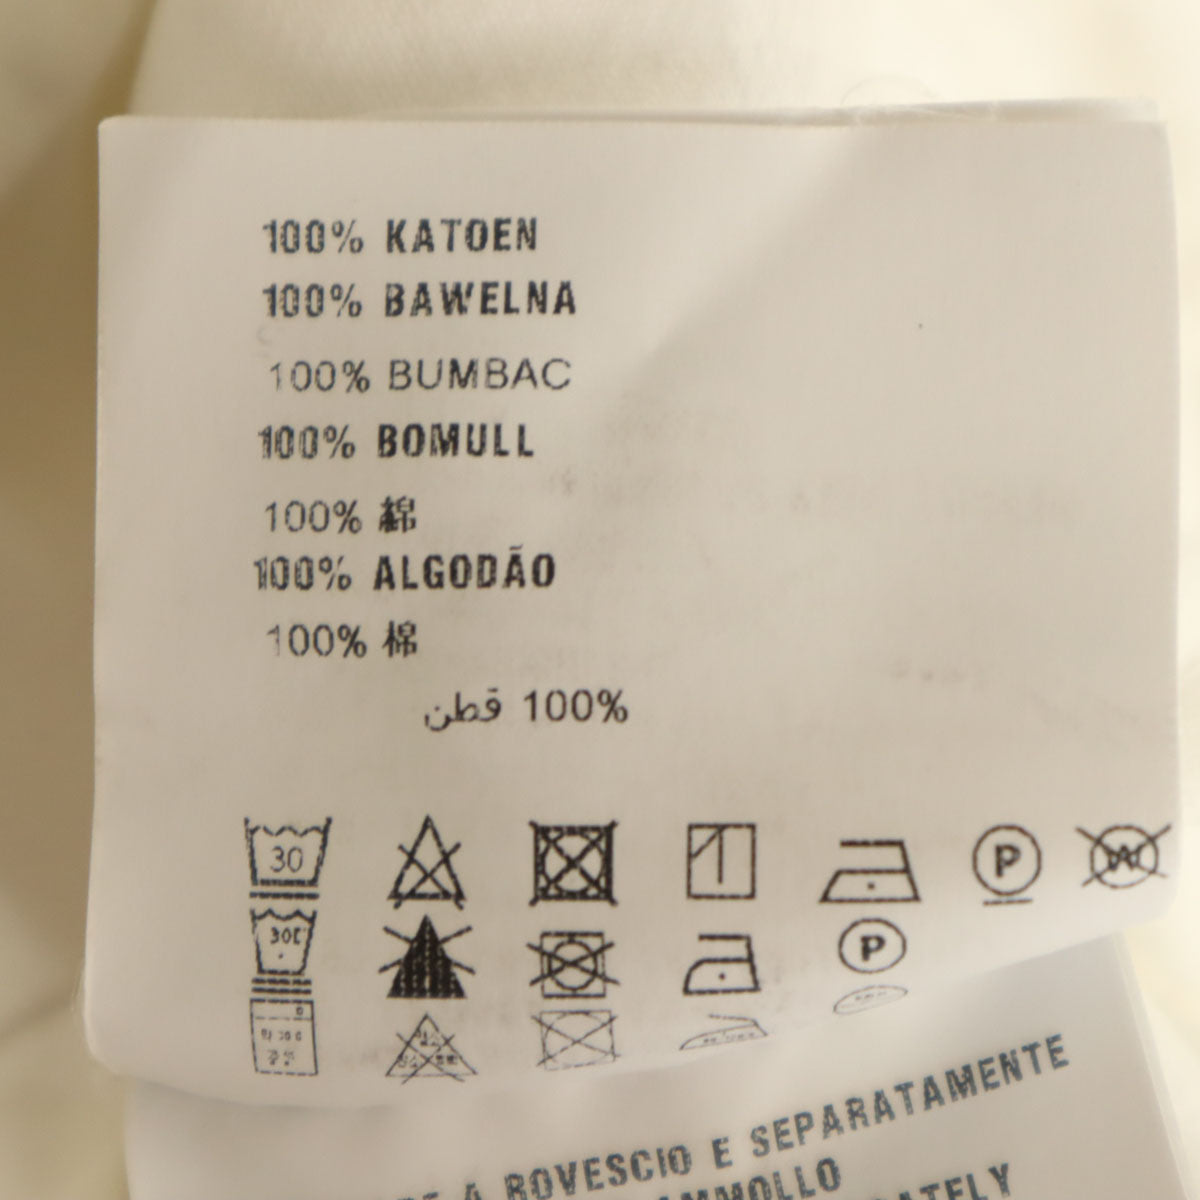 100% KATOEN
100% BAWELNA
100% BUMBAC
100% BOMULL
100% 綿
100% ALGODÃO
100% 棉
100% قطن
30
P
W
30C
P
A ROVESCIO E SEPARATAMENTE